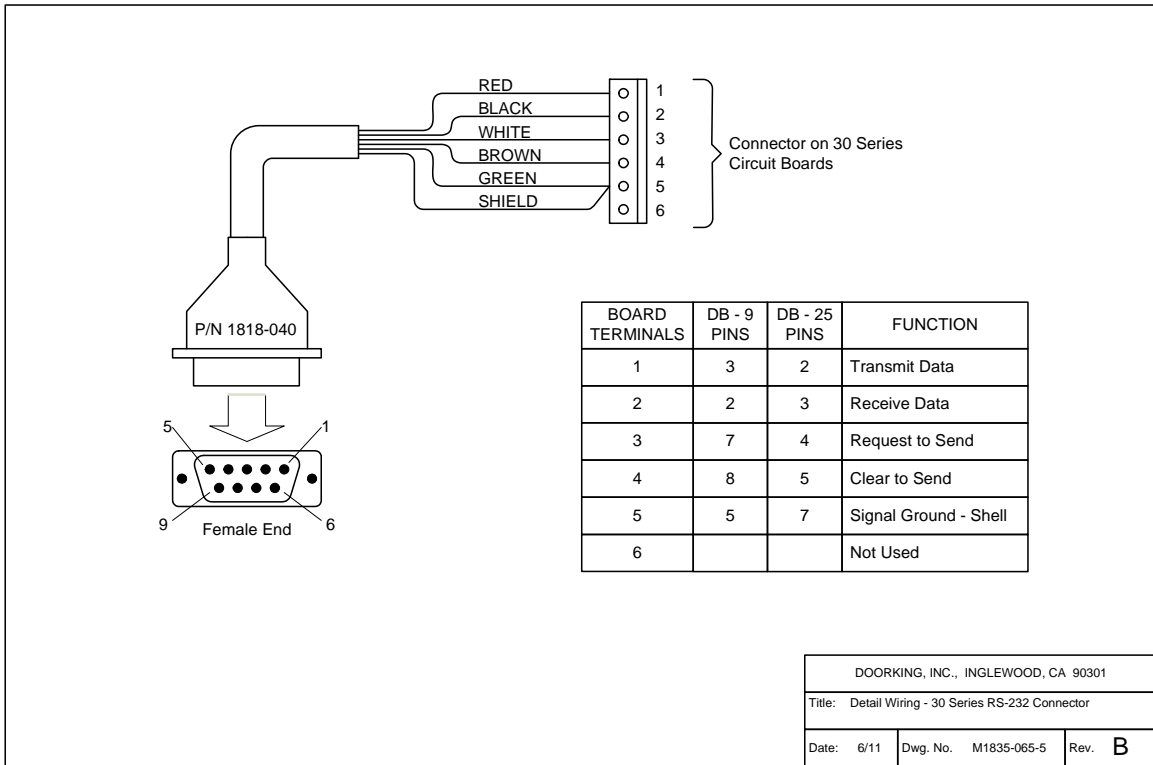 RED
BLACK
WHITE
BROWN
GREEN
SHIELD
1
2
3
4
5
6
Connector on 30 Series
Circuit Boards
P/N 1818-040
5
1
9
6
Female End
BOARD TERMINALS DB - 9 PINS DB - 25 PINS FUNCTION
1 3 2 Transmit Data
2 2 3 Receive Data
3 7 4 Request to Send
4 8 5 Clear to Send
5 5 7 Signal Ground - Shell
6 Not Used
DOORKING, INC., INGLEWOOD, CA 90301
Title: Detail Wiring - 30 Series RS-232 Connector
Date: 6/11 Dwg. No. M1835-065-5 Rev. B